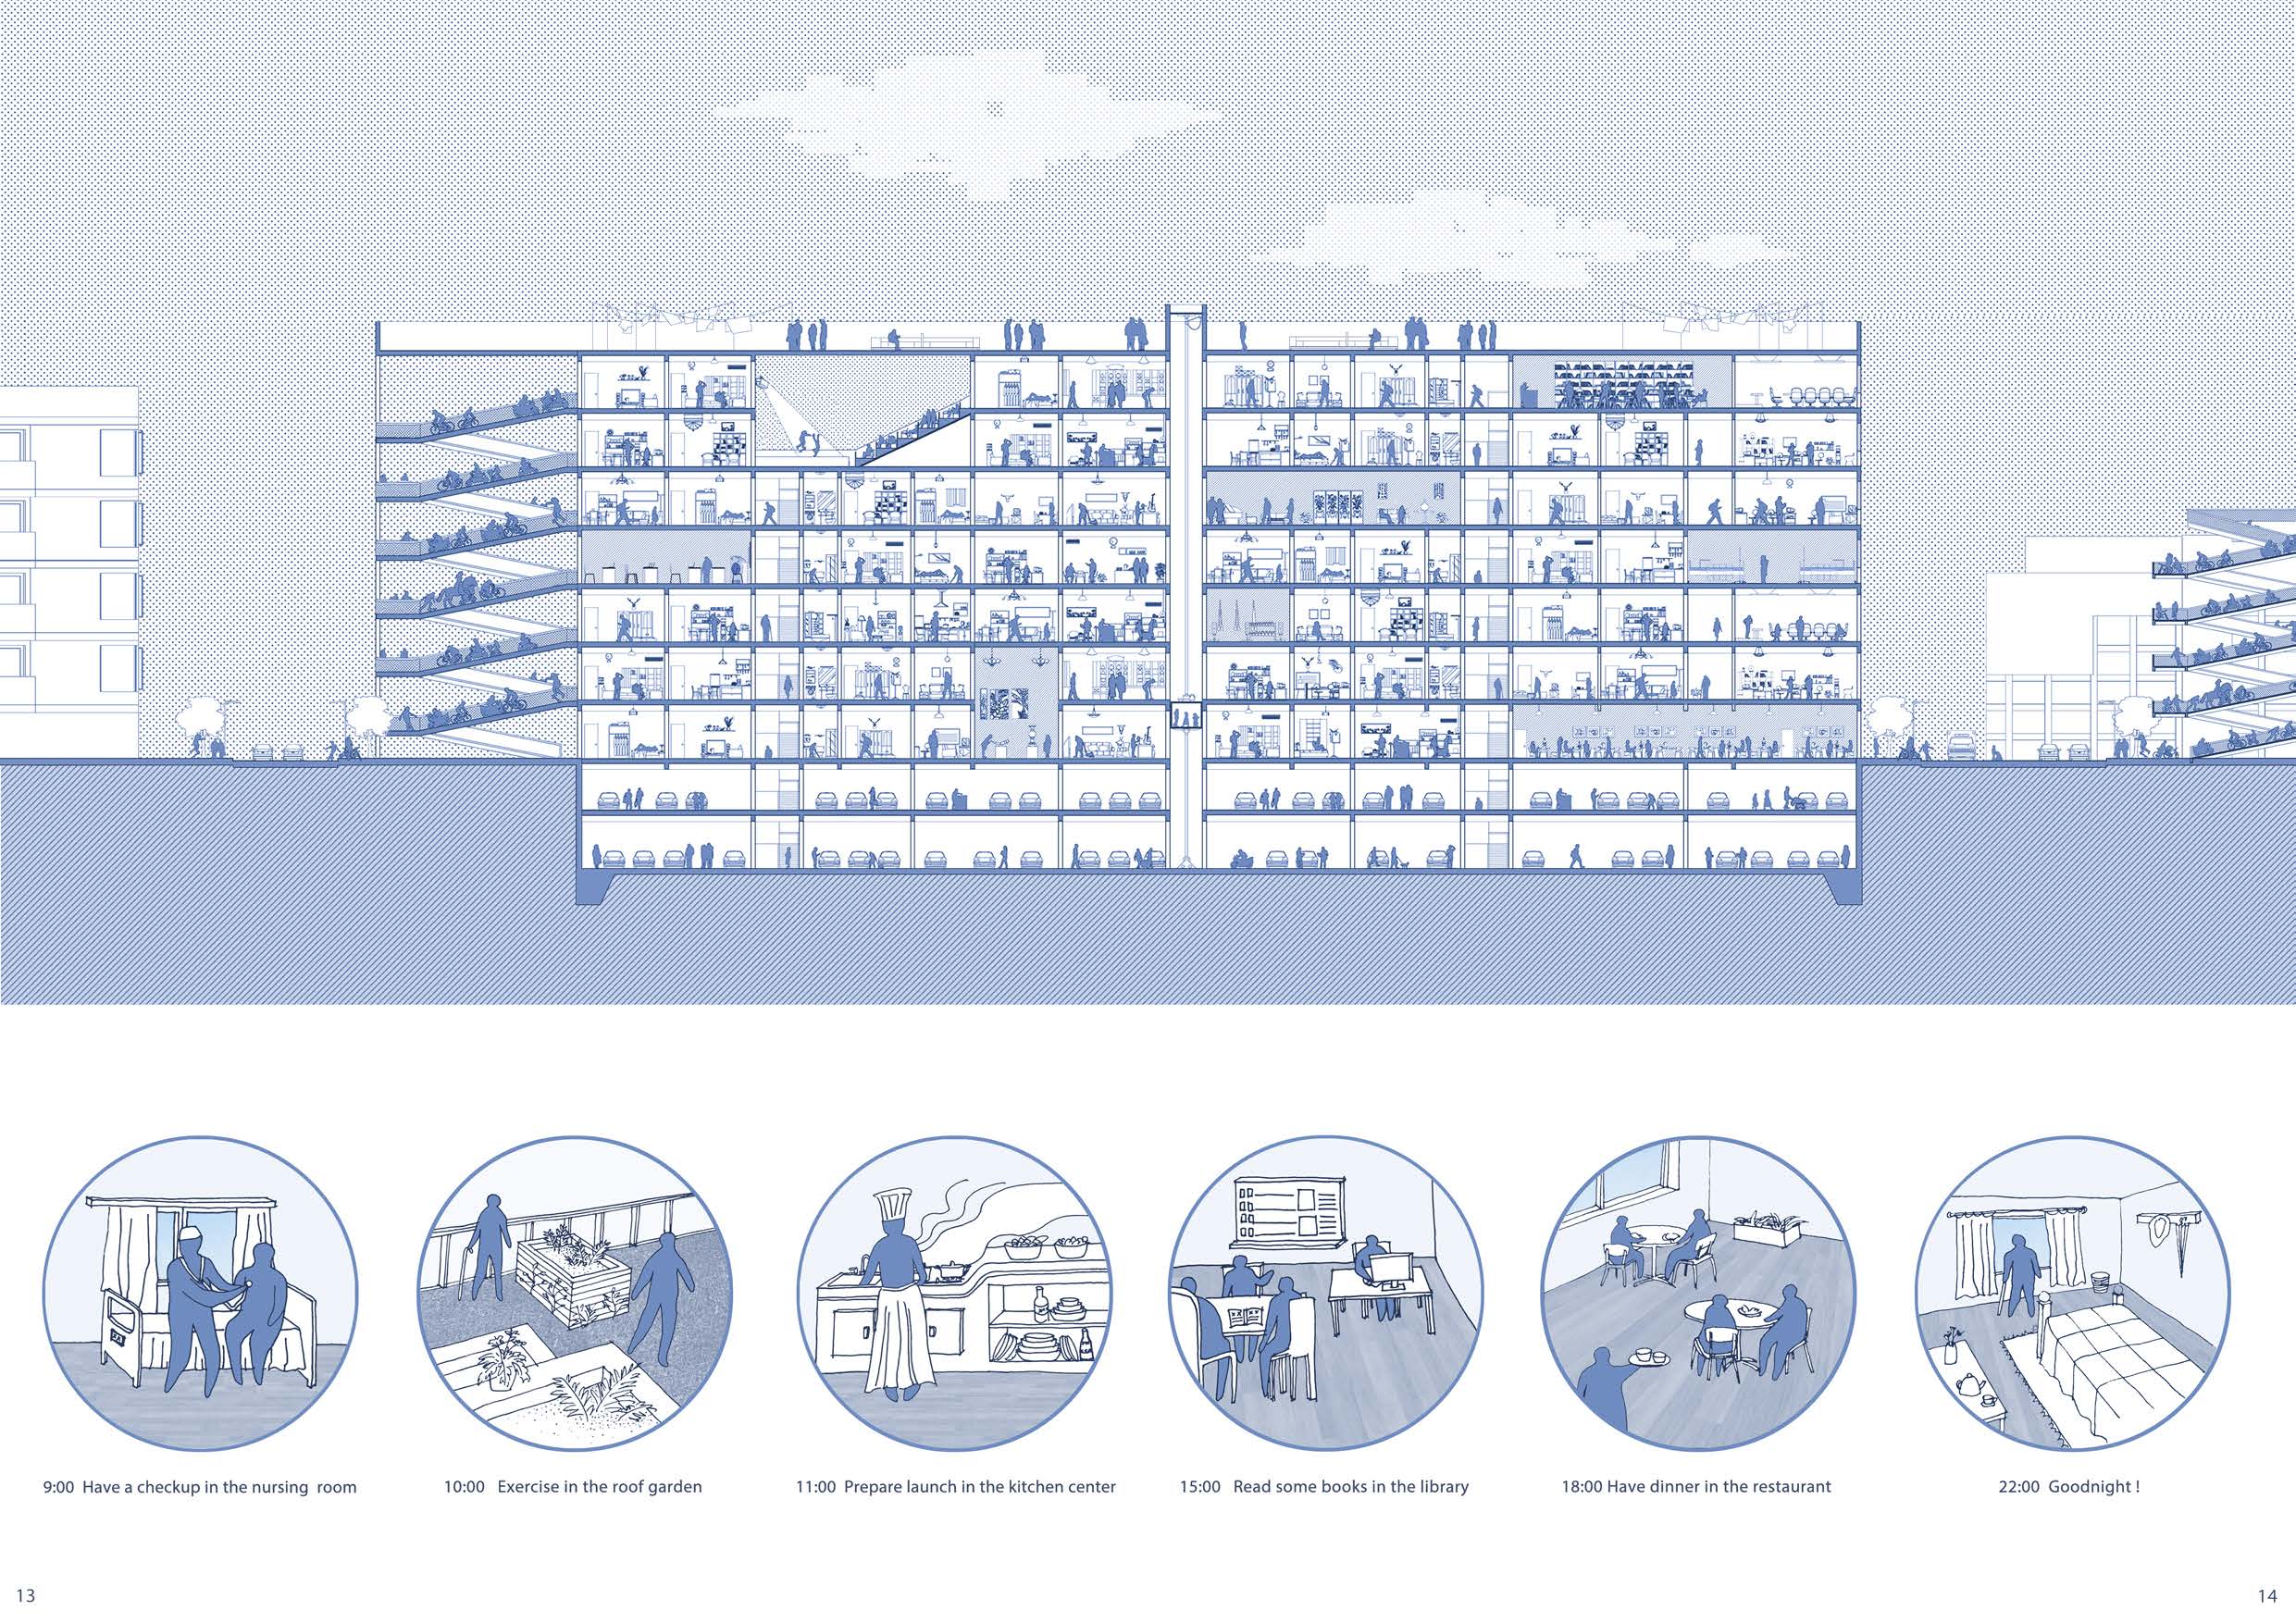 9:00 Have a checkup in the nursing room
10:00 Exercise in the roof garden
11:00 Prepare launch in the kitchen center
15:00 Read some books in the library
18:00 Have dinner in the restaurant
22:00 Goodnight !
13
14